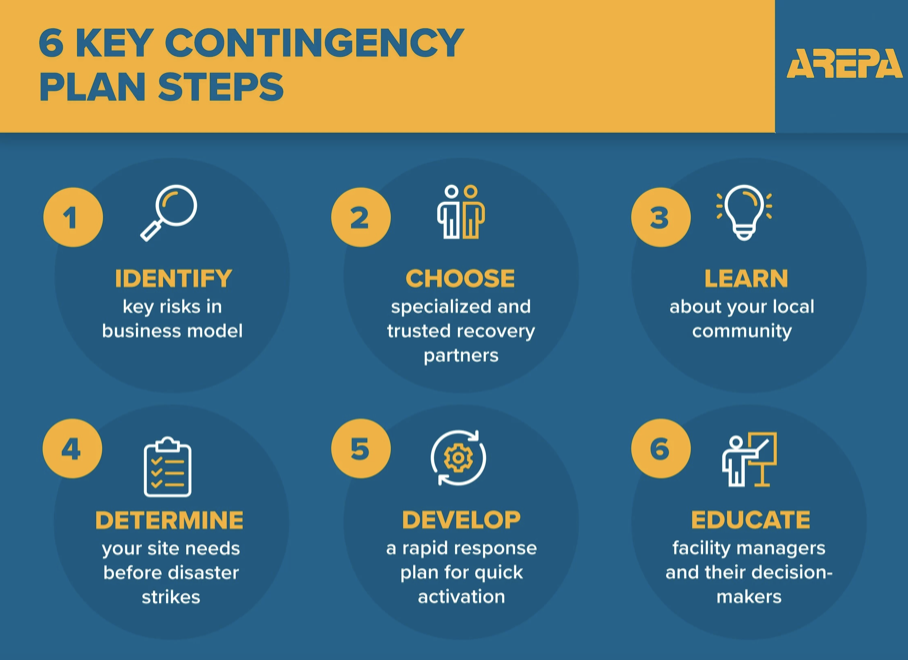 6 KEY CONTINGENCY
PLAN STEPS
AREPA
1
IDENTIFY
key risks in
business model
2
CHOOSE
specialized and
trusted recovery
partners
3
LEARN
about your local
community
4
DETERMINE
your site needs
before disaster
strikes
5
DEVELOP
a rapid response
plan for quick
activation
6
EDUCATE
facility managers
and their decision-
makers